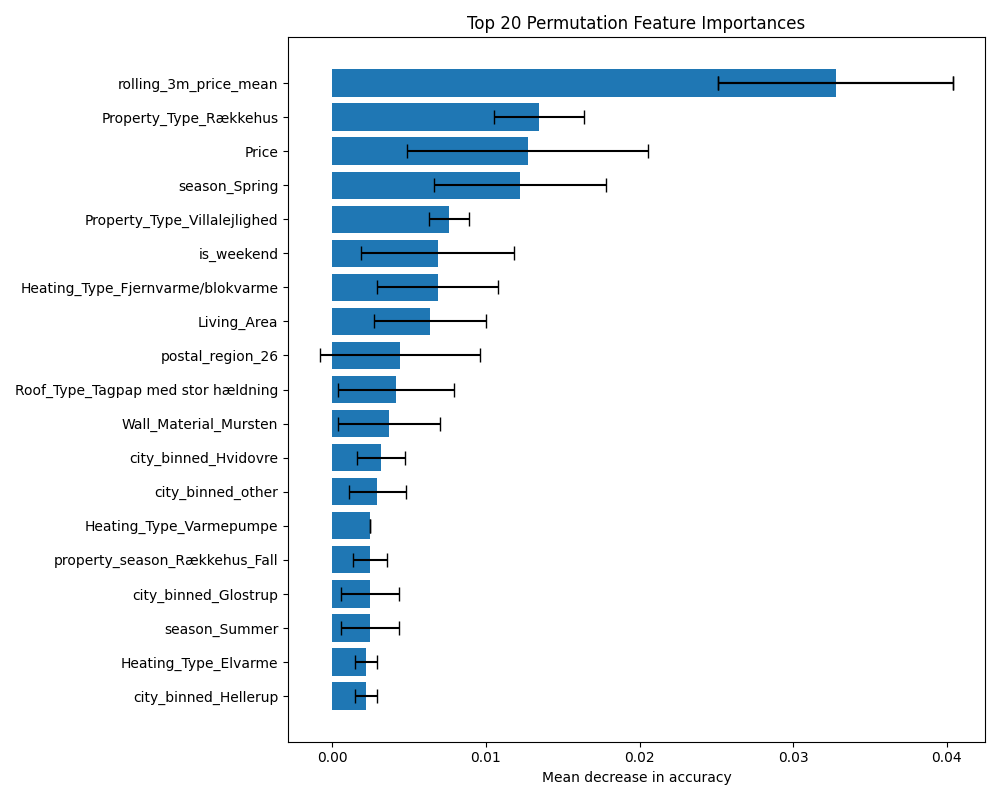 Top 20 Permutation Feature Importances
rolling_3m_price_mean
Property_Type_Rækkehus
Price
season_Spring
Property_Type_Villalejlighed
is_weekend
Heating_Type_Fjernvarme/blokvarme
Living_Area
postal_region_26
Roof_Type_Tagpap med stor hældning
Wall_Material_Mursten
city_binned_Hvidovre
city_binned_other
Heating_Type_Varmepumpe
property_season_Rækkehus_Fall
city_binned_Glostrup
season_Summer
Heating_Type_Elvarme
city_binned_Hellerup
0.00 0.01 0.02 0.03 0.04
Mean decrease in accuracy